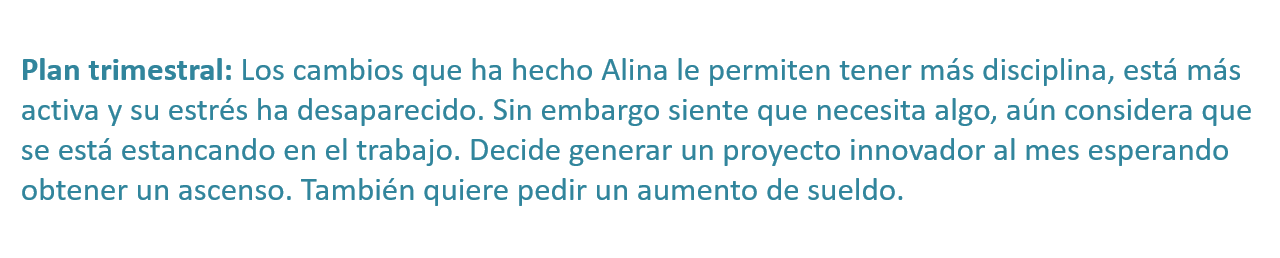 Plan trimestral: Los cambios que ha hecho Alina le permiten tener más disciplina, está más
activa y su estrés ha desaparecido. Sin embargo siente que necesita algo, aún considera que
se está estancando en el trabajo. Decide generar un proyecto innovador al mes esperando
obtener un ascenso. También quiere pedir un aumento de sueldo.